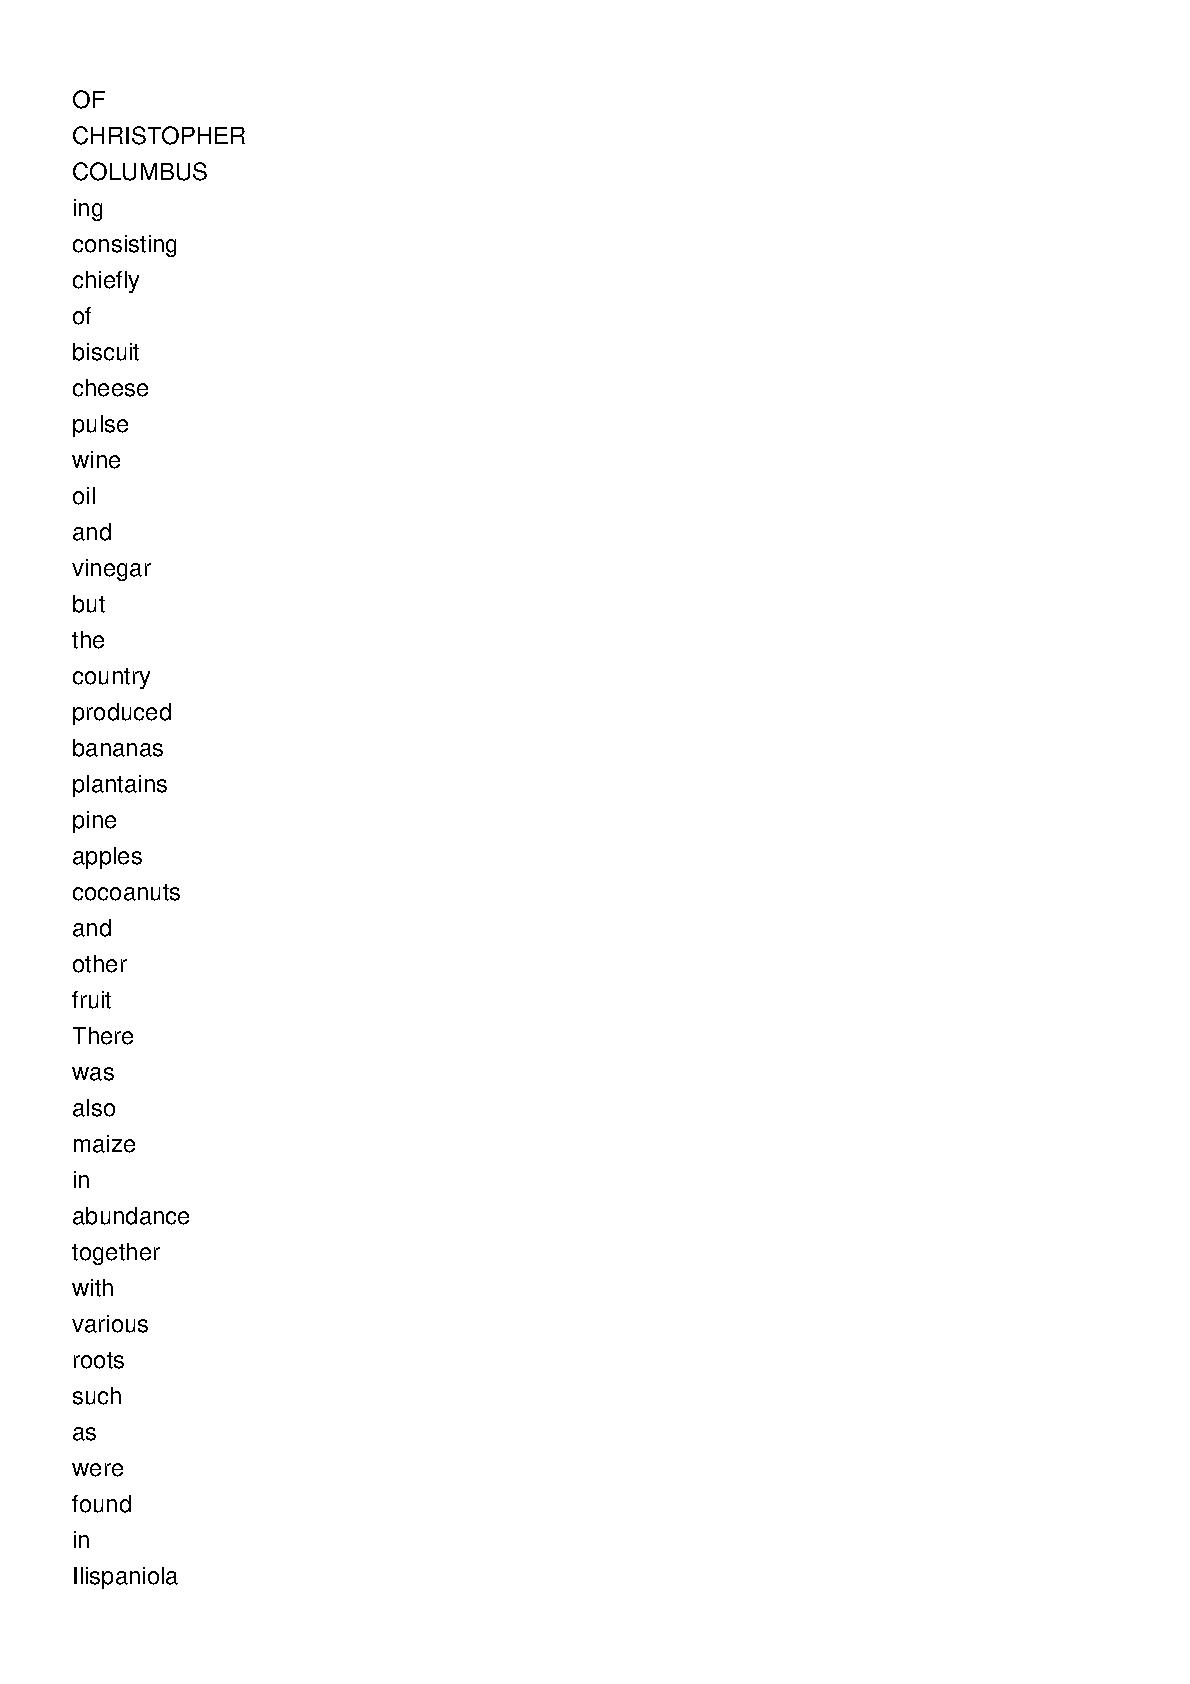 OF
CHRISTOPHER
COLUMBUS
ing
consisting
chiefly
of
biscuit
cheese
pulse
wine
oil
and
vinegar
but
the
country
produced
bananas
plantains
pine
apples
cocoanuts
and
other
fruit
There
was
also
maize
in
abundance
together
with
various
roots
such
as
were
found
in
Ilispaniola